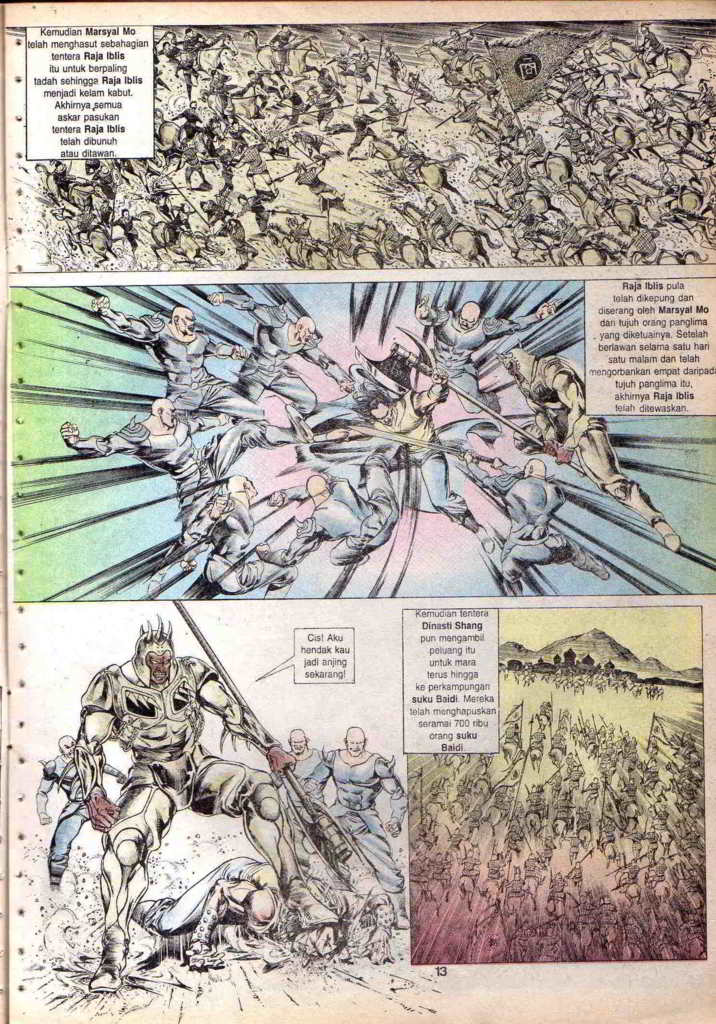 Kemudian Marsyal Mo
telah menghasut sebahagian
tentera Raja Iblis
itu untuk berpaling
tadah sehingga Raja Iblis
menjadi kelam kabut.
Akhirnya semua
askar pasukan
tentera Raja Iblis
telah dibunuh
atau ditawan.
Raja Iblis pula
telah dikepung dan
diserang oleh Marsyal Mo
dan tujuh orang panglima
yang diketuainya. Setelah
berlawan selama satu hari
satu malam dan telah
mengorbankan empat daripada
tujuh panglima itu,
akhirnya Raja Iblis
telah ditewaskan.
Cis! Aku
hendak kau
jadi anjing
sekarang!
Kemudian tentera
Dinasti Shang
pun mengambil
peluang itu
untuk mara
terus hingga
ke perkampungan
suku Baidi. Mereka
telah menghapuskan
seramai 700 ribu
orang suku
Baidi.
13